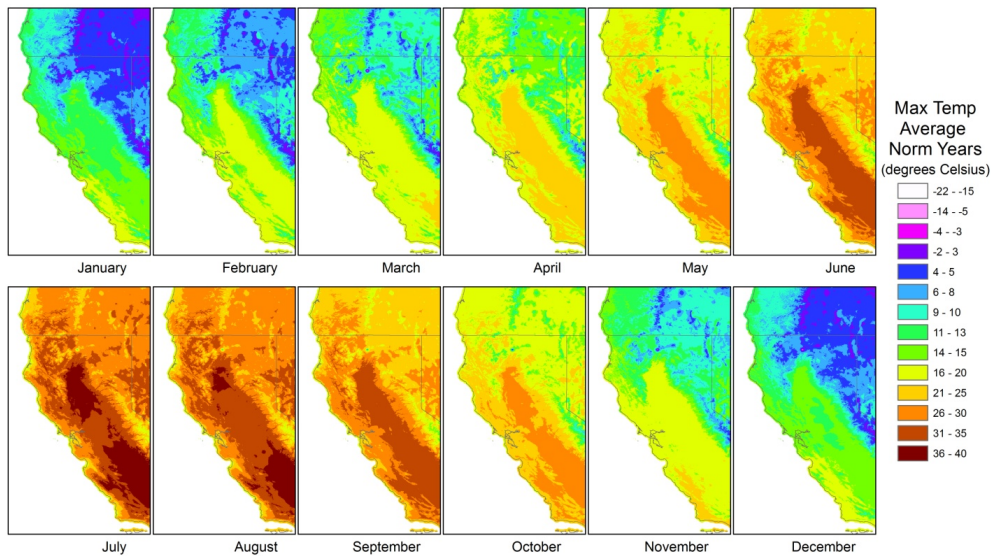 January
February
March
April
May
June
July
August
September
October
November
December
Max Temp
Average
Norm Years
(degrees Celsius)
-22 - -15
-14 - -5
-4 - -3
-2 - 3
4 - 5
6 - 8
9 - 10
11 - 13
14 - 15
16 - 20
21 - 25
26 - 30
31 - 35
36 - 40